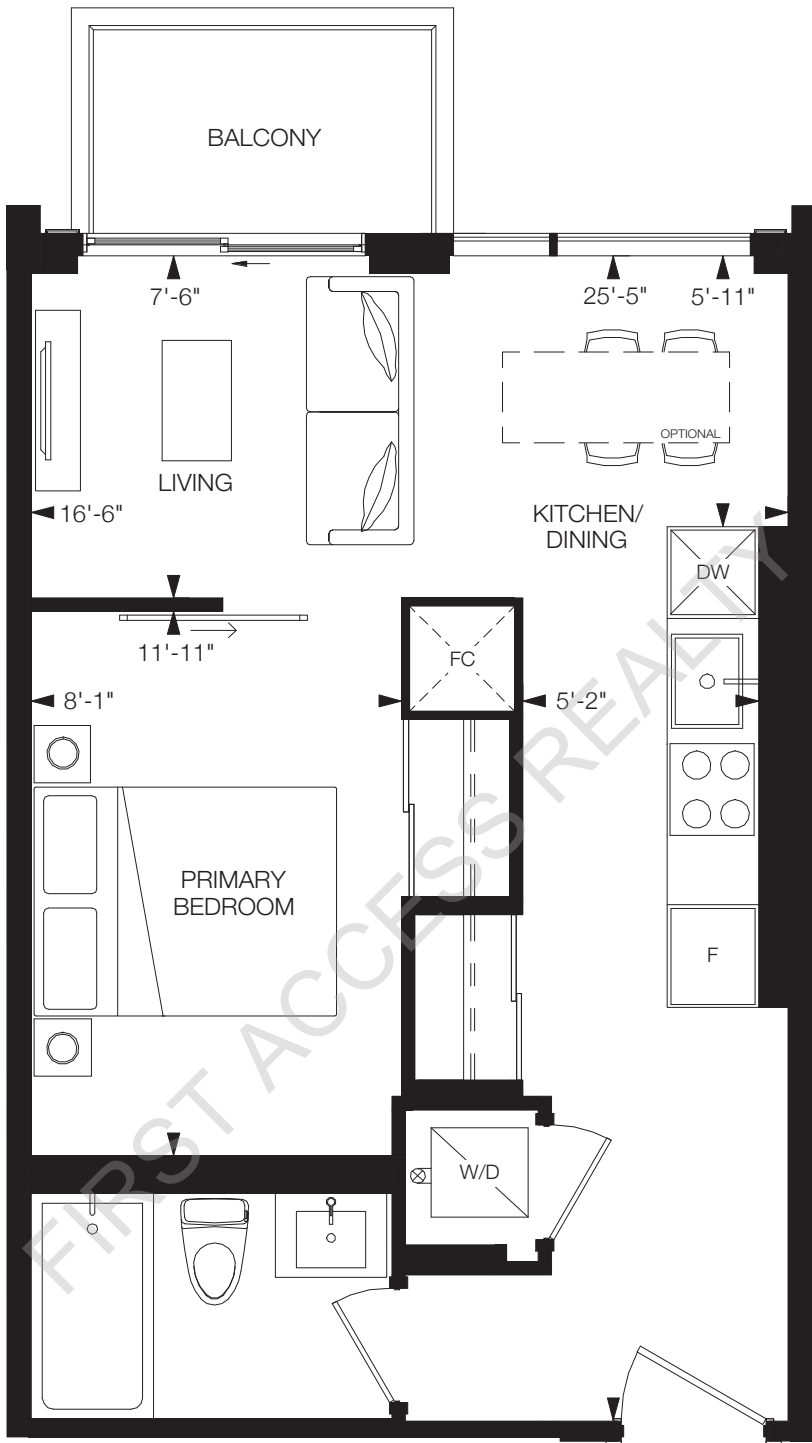 BALCONY
7'-6"
25'-5"
5'-11"
OPTIONAL
LIVING
16'-6"
KITCHEN/
DINING
DW
11'-11"
FC
8'-1"
5'-2"
PRIMARY
BEDROOM
F
W/D
FIRST ACCESS REALTY